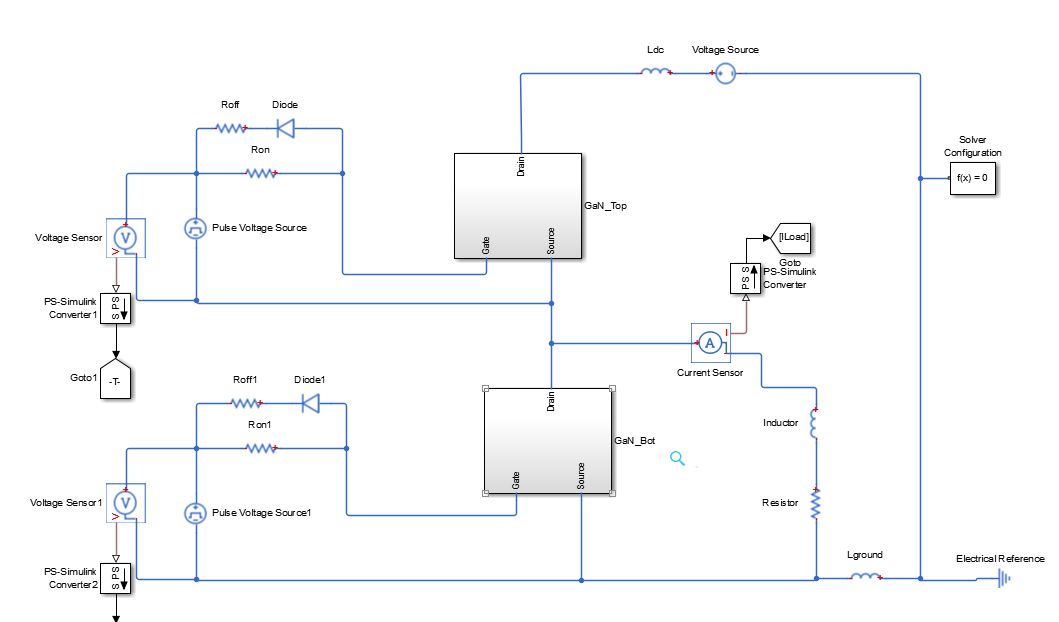 Ldc
Voltage Source
Roff
Diode
Ron
Solver
Configuration
f(x) = 0
Drain
GaN_Top
Gate
Source
Pulse Voltage Source
Voltage Sensor
V
V
[ILoad]
Goto
PS-Simulink
Converter
PS S
PS-Simulink
Converter1
S PS
I
A
Current Sensor
Goto1
-T-
Roff1
Diode1
Ron1
Drain
GaN_Bot
Gate
Source
Inductor
Voltage Sensor1
V
V
Pulse Voltage Source1
Resistor
Lground
Electrical Reference
PS-Simulink
Converter2
S PS